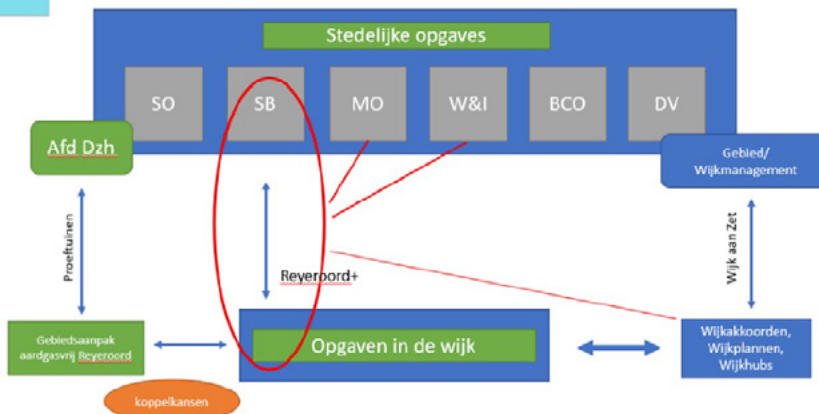 Stedelijke opgaves
SO
SB
MO
W&I
BCO
DV
Afd Dzh
Gebied/
Wijkmanagement
Proeftuinen
Reyeroord+
Wijk aan Zet
Gebiedsaanpak
aardgasvrij Reyeroord
Opgaven in de wijk
Wijkakkoorden,
Wijkplannen,
Wijkhubs
koppelkansen